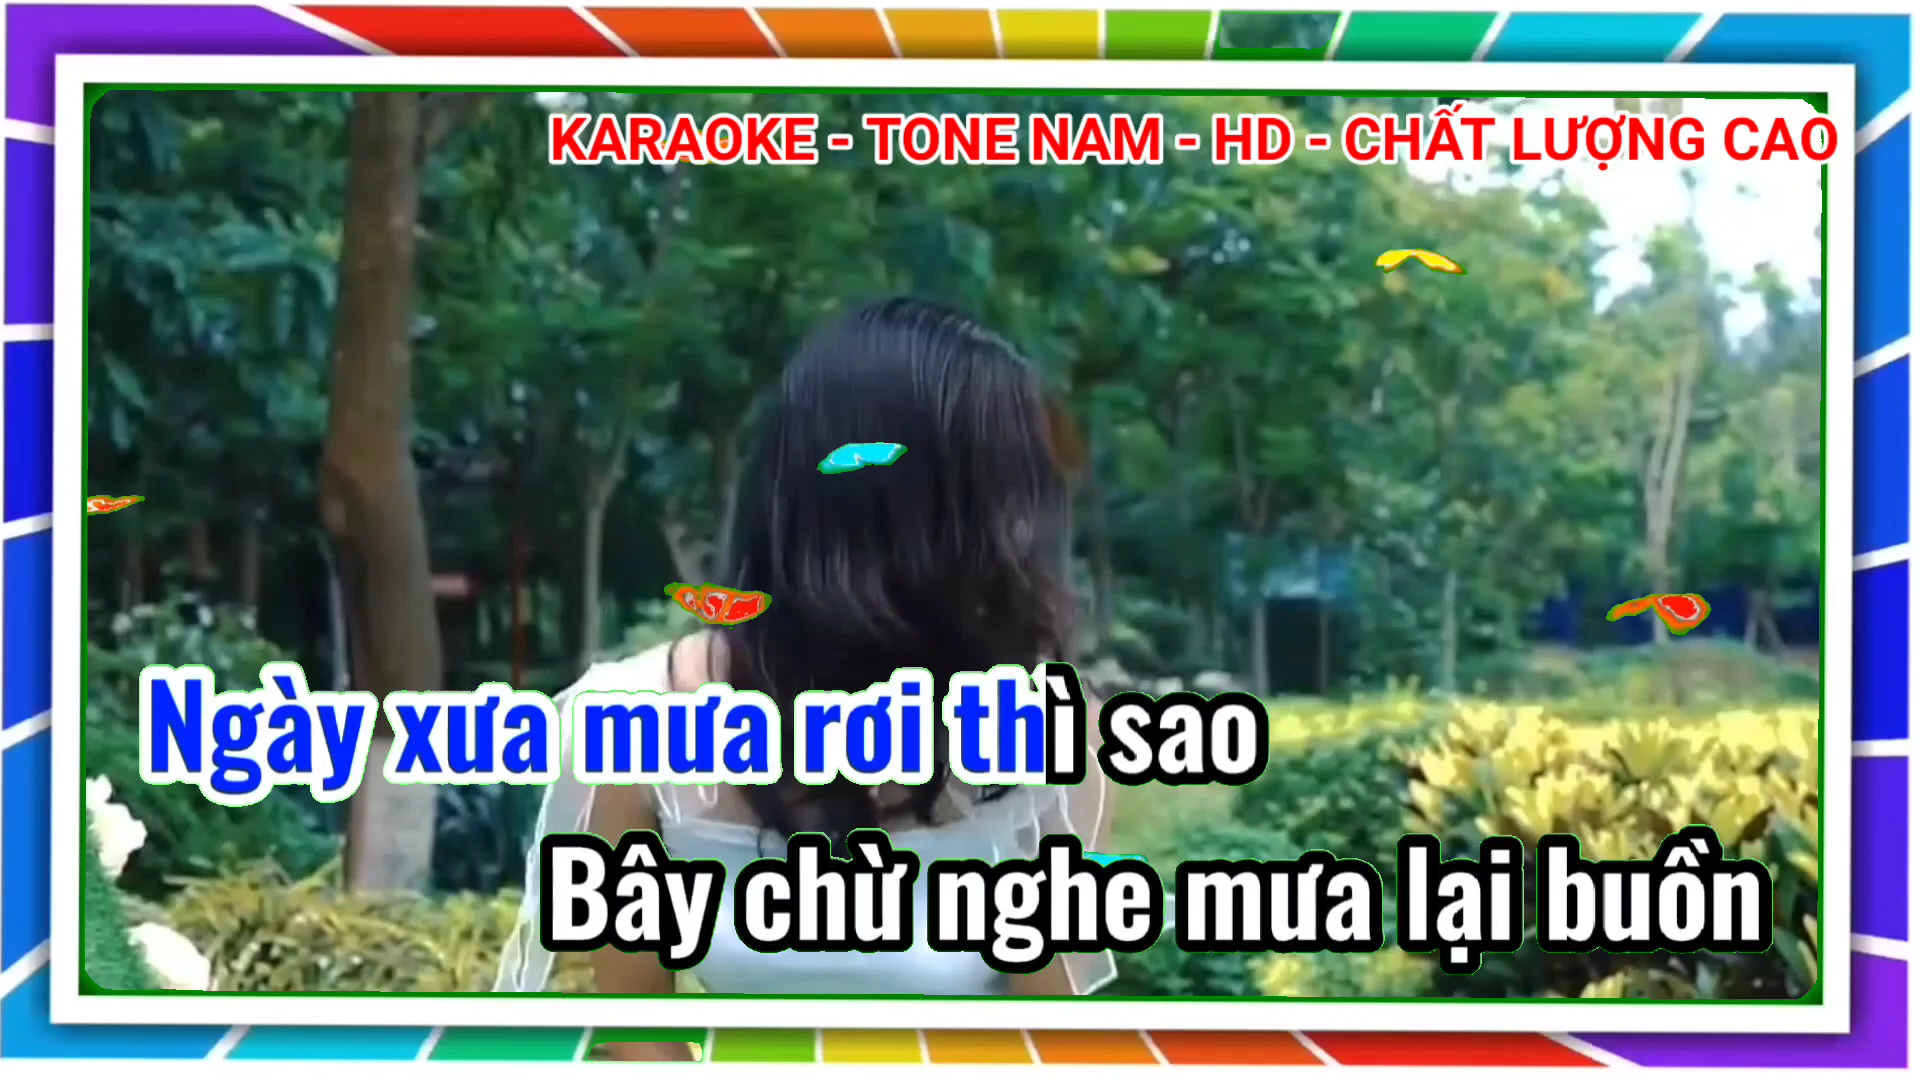 KARAOKE - TONE NAM - HD - CHẤT LƯỢNG CAO
Ngày xưa mưa rơi thì sao
Bây chừ nghe mưa lại buồn